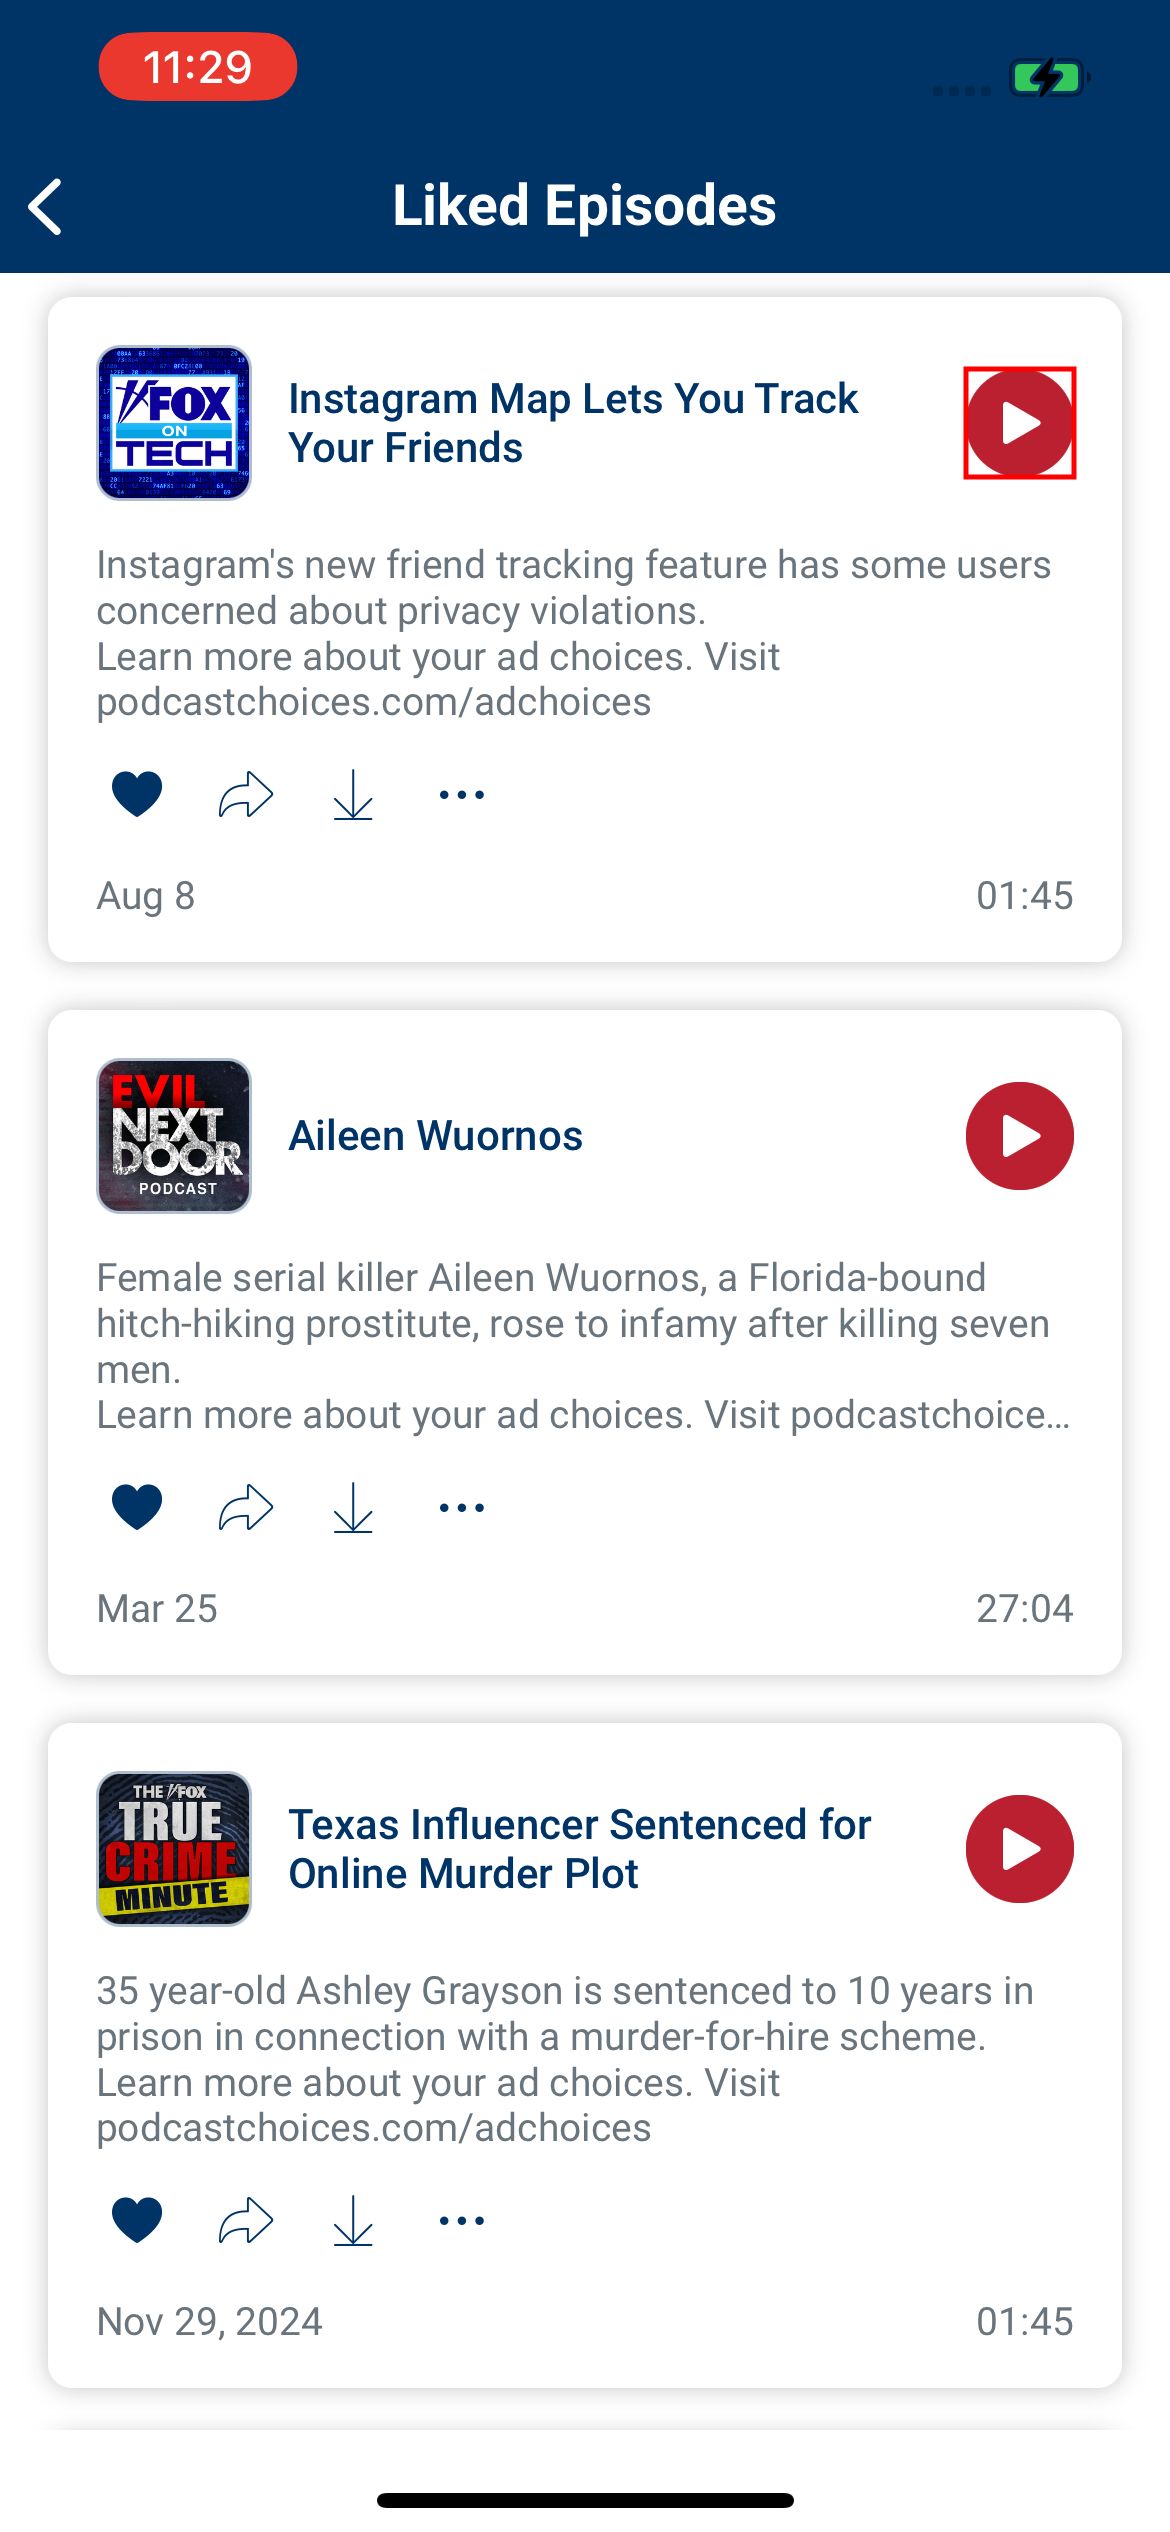 11:29
Liked Episodes
FOX
ON
TECH
Instagram Map Lets You Track
Your Friends
Instagram's new friend tracking feature has some users
concerned about privacy violations.
Learn more about your ad choices. Visit
podcastchoices.com/adchoices
Aug 8
01:45
EVIL
NEXT
DOOR
PODCAST
Aileen Wuornos
Female serial killer Aileen Wuornos, a Florida-bound
hitch-hiking prostitute, rose to infamy after killing seven
men.
Learn more about your ad choices. Visit podcastchoice...
Mar 25
27:04
THE FOX
TRUE
CRIME
MINUTE
Texas Influencer Sentenced for
Online Murder Plot
35 year-old Ashley Grayson is sentenced to 10 years in
prison in connection with a murder-for-hire scheme.
Learn more about your ad choices. Visit
podcastchoices.com/adchoices
Nov 29, 2024
01:45